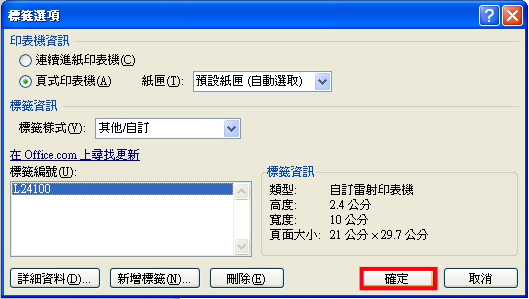 標籤選項
印表機資訊
連續進紙印表機(C)
頁式印表機(A) 紙匣(T): 預設紙匣 (自動選取)
標籤資訊
標籤樣式(V): 其他/自訂
在 Office.com 上尋找更新
標籤編號(U):
L24100
標籤資訊
類型: 自訂雷射印表機
高度: 2.4 公分
寬度: 10 公分
頁面大小: 21 公分 × 29.7 公分
詳細資料(D)... 新增標籤(N)... 刪除(E) 確定 取消